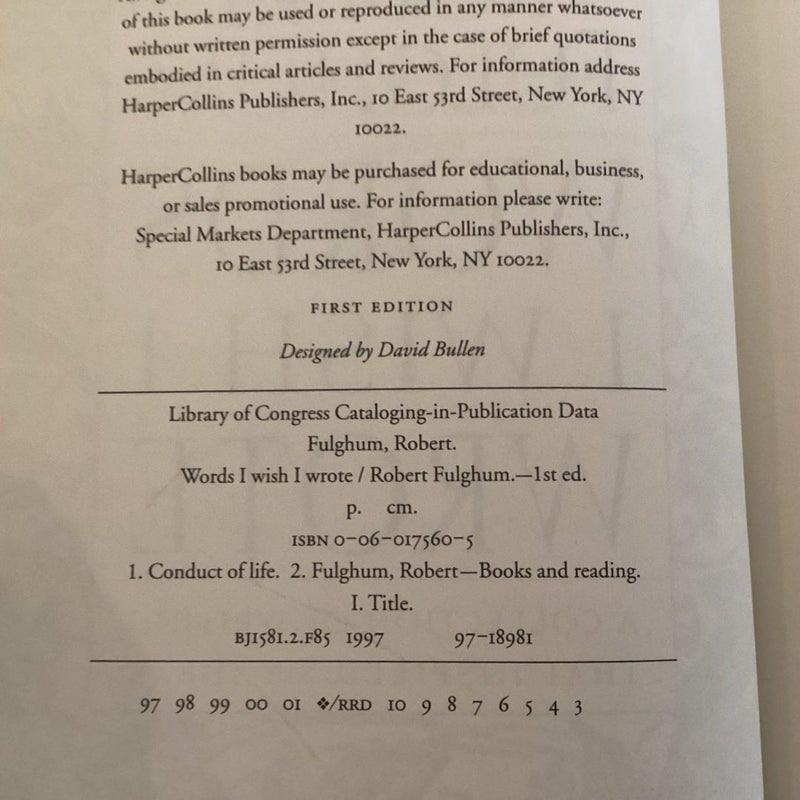 of this book may be used or reproduced in any manner whatsoever
without written permission except in the case of brief quotations
embodied in critical articles and reviews. For information address
HarperCollins Publishers, Inc., 10 East 53rd Street, New York, NY
10022.
HarperCollins books may be purchased for educational, business,
or sales promotional use. For information please write:
Special Markets Department, HarperCollins Publishers, Inc.,
10 East 53rd Street, New York, NY 10022.
FIRST EDITION
Designed by David Bullen
Library of Congress Cataloging-in-Publication Data
Fulghum, Robert.
Words I wish I wrote / Robert Fulghum.—1st ed.
p. cm.
ISBN 0-06-017560-5
1. Conduct of life. 2. Fulghum, Robert—Books and reading.
I. Title.
BJ1581.2.F85 1997 97-18981
97 98 99 00 01 ❖/RRD 10 9 8 7 6 5 4 3